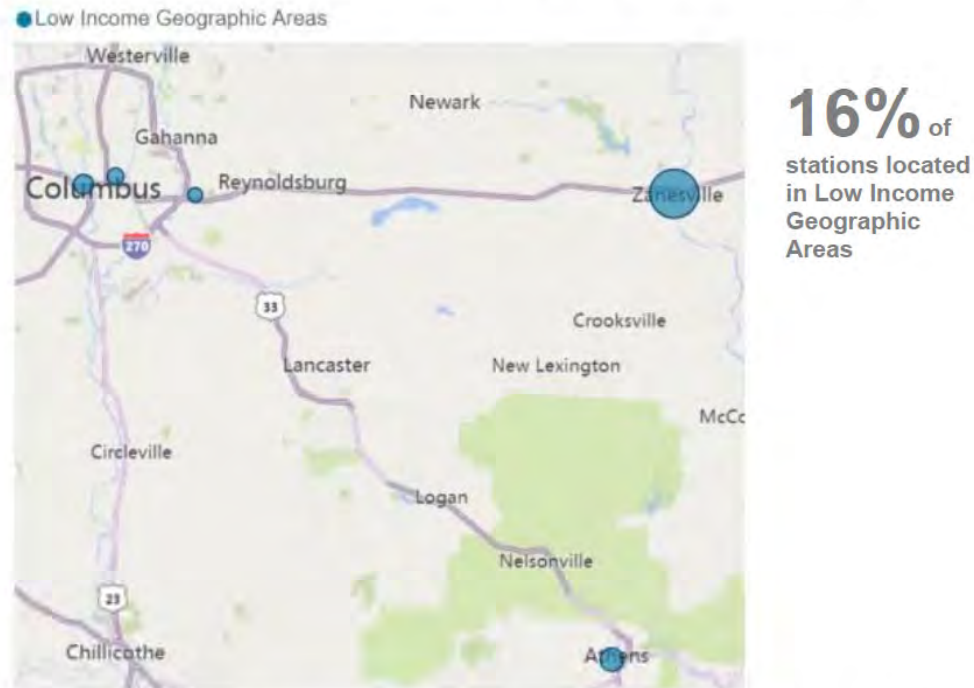 Low Income Geographic Areas
Westerville
Newark
Gahanna
Columbus
Reynoldsburg
Zanesville
270
33
Crooksville
Lancaster
New Lexington
McCc
Circleville
Logan
Nelsonville
23
Chillicothe
Athens
16% of
stations located
in Low Income
Geographic
Areas